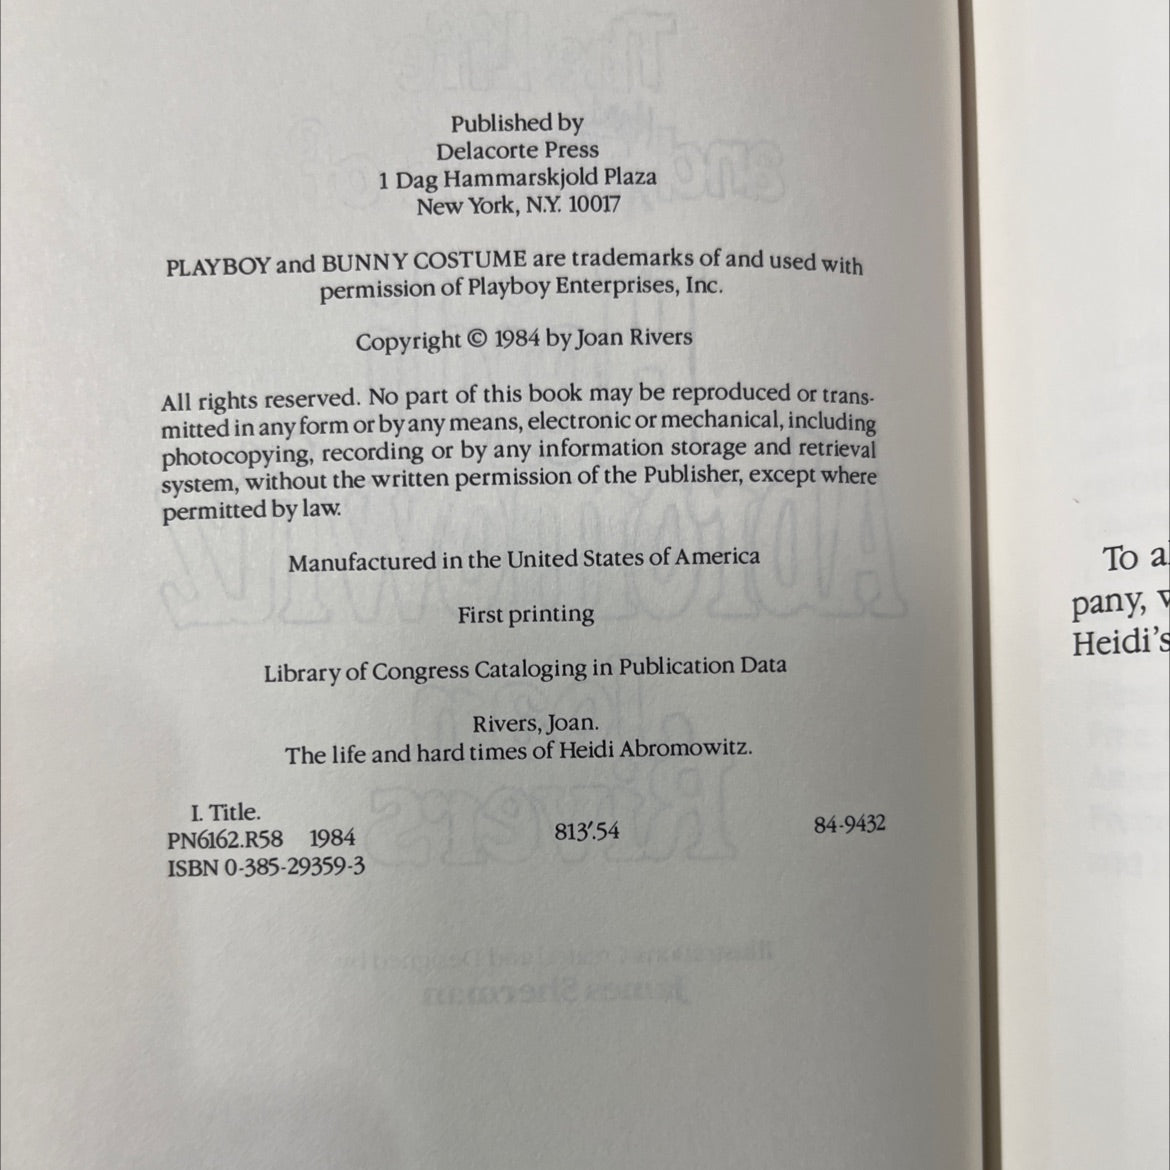 Published by
Delacorte Press
1 Dag Hammarskjold Plaza
New York, N.Y. 10017
PLAYBOY and BUNNY COSTUME are trademarks of and used with
permission of Playboy Enterprises, Inc.
Copyright © 1984 by Joan Rivers
All rights reserved. No part of this book may be reproduced or trans-
mitted in any form or by any means, electronic or mechanical, including
photocopying, recording or by any information storage and retrieval
system, without the written permission of the Publisher, except where
permitted by law.
Manufactured in the United States of America
First printing
Library of Congress Cataloging in Publication Data
Rivers, Joan.
The life and hard times of Heidi Abromowitz.
I. Title.
PN6162.R58 1984 813'.54 84-9432
ISBN 0-385-29359-3
To
pany,
Heidi's